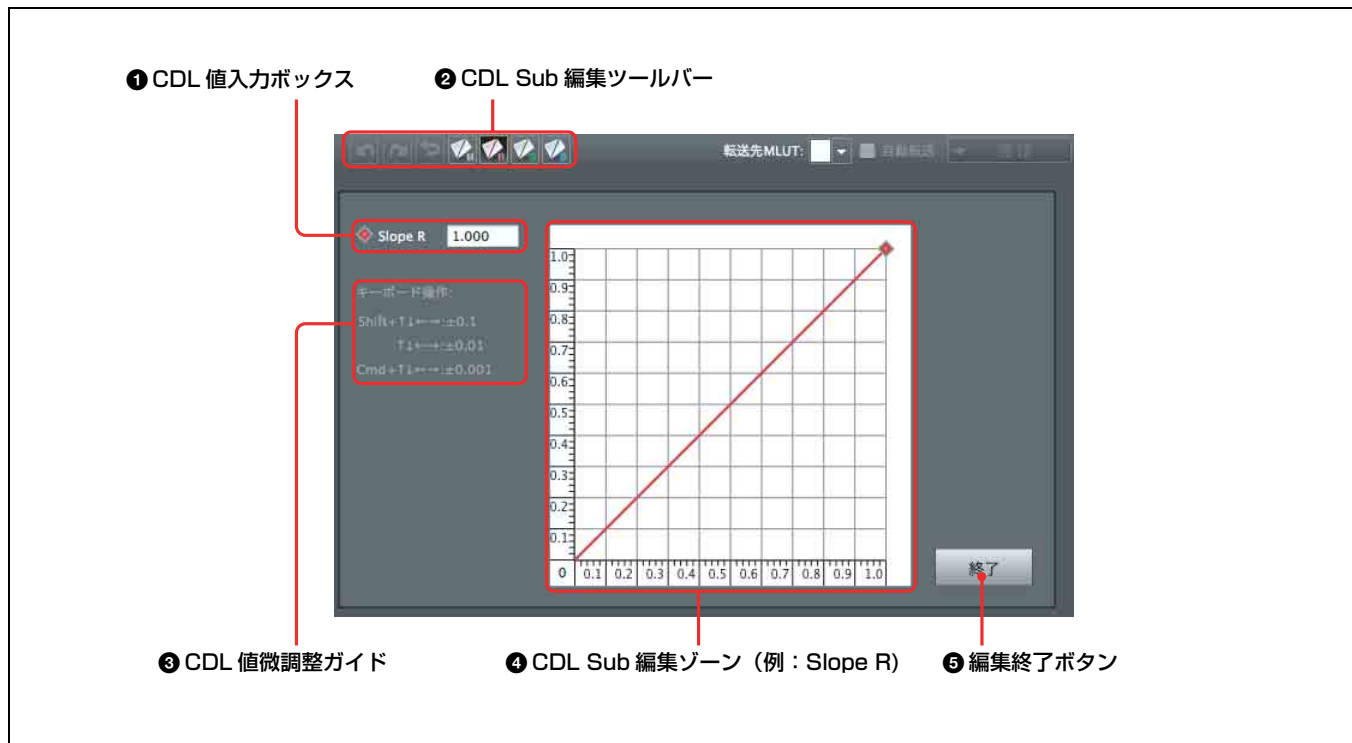 ❶ CDL 値入力ボックス
❷ CDL Sub 編集ツールバー
転送先MLUT:
自動転送
Slope R
1.000
キーボード操作:
Shift+↑↓←→:±0.1
↑↓←→:±0.01
Cmd+↑↓←→:±0.001
1.0
0.9
0.8
0.7
0.6
0.5
0.4
0.3
0.2
0.1
0 0.1 0.2 0.3 0.4 0.5 0.6 0.7 0.8 0.9 1.0
終了
❸ CDL 値微調整ガイド
❹ CDL Sub 編集ゾーン（例：Slope R)
❺ 編集終了ボタン